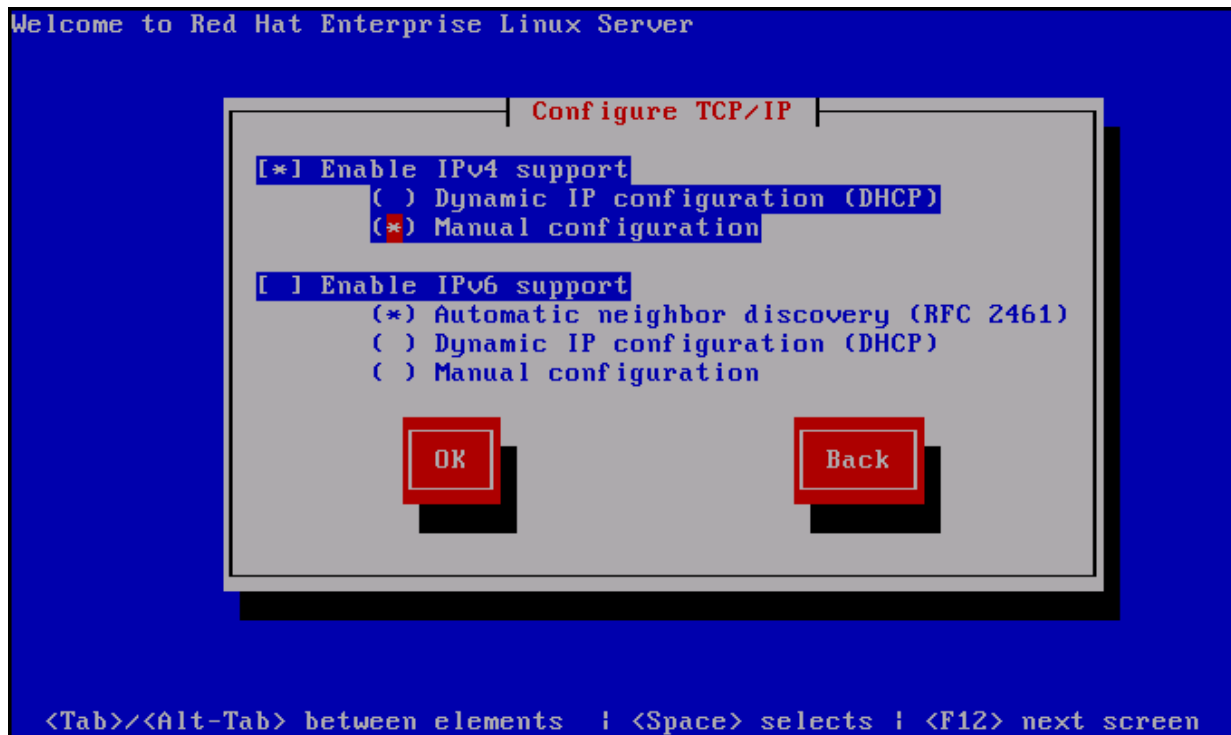 Welcome to Red Hat Enterprise Linux Server
Configure TCP/IP
[*] Enable IPv4 support
( ) Dynamic IP configuration (DHCP)
(*) Manual configuration
[ ] Enable IPv6 support
(*) Automatic neighbor discovery (RFC 2461)
( ) Dynamic IP configuration (DHCP)
( ) Manual configuration
OK Back
<Tab>/<Alt-Tab> between elements | <Space> selects | <F12> next screen